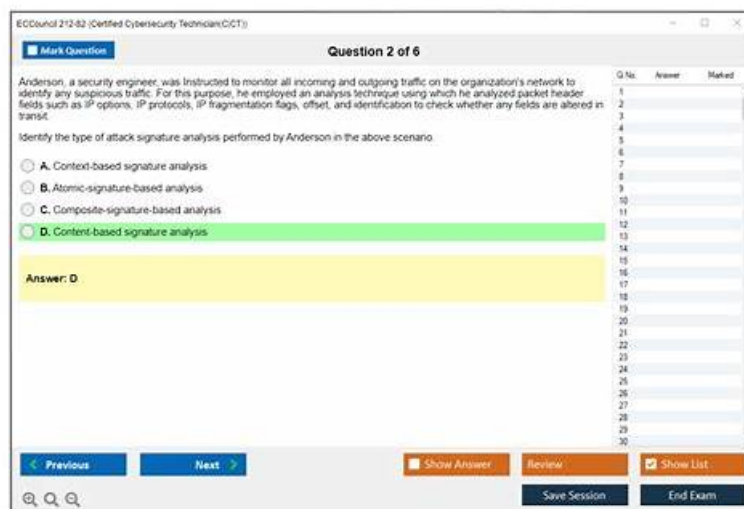 ECCouncil 212-82 (Certified Cybersecurity Technician(C|CT))
Mark Question
Question 2 of 6
Anderson, a security engineer, was Instructed to monitor all incoming and outgoing traffic on the organization's network to
identify any suspicious traffic. For this purpose, he employed an analysis technique using which he analyzed packet header
fields such as IP options, IP protocols, IP fragmentation flags, offset, and identification to check whether any fields are altered in
transit.
Identify the type of attack signature analysis performed by Anderson in the above scenario.
A. Context-based signature analysis
B. Atomic-signature-based analysis
C. Composite-signature-based analysis
D. Content-based signature analysis
Answer: D
Q.No. Answer Marked
1
2
3
4
5
6
7
8
9
10
11
12
13
14
15
16
17
18
19
20
21
22
23
24
25
26
27
28
29
30
Previous
Next
Show Answer
Review
Show List
Save Session
End Exam